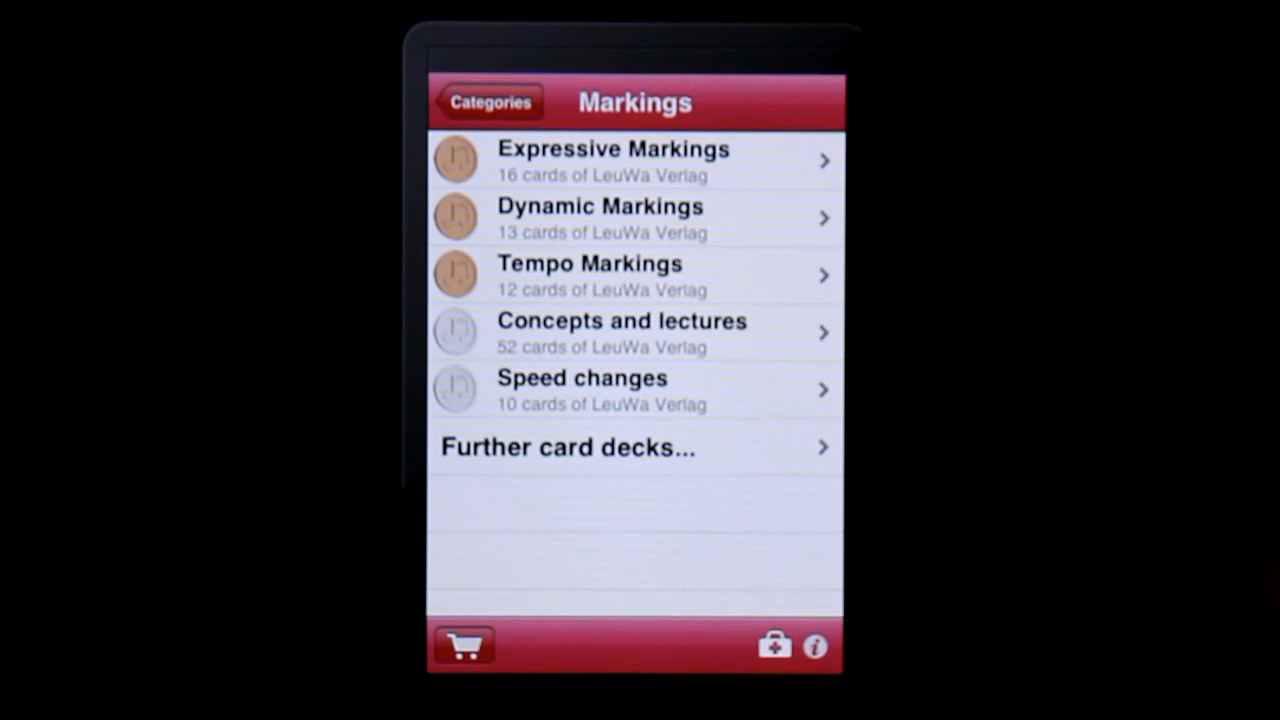 Categories
Markings
Expressive Markings
16 cards of LeuWa Verlag
Dynamic Markings
13 cards of LeuWa Verlag
Tempo Markings
12 cards of LeuWa Verlag
Concepts and lectures
52 cards of LeuWa Verlag
Speed changes
10 cards of LeuWa Verlag
Further card decks...